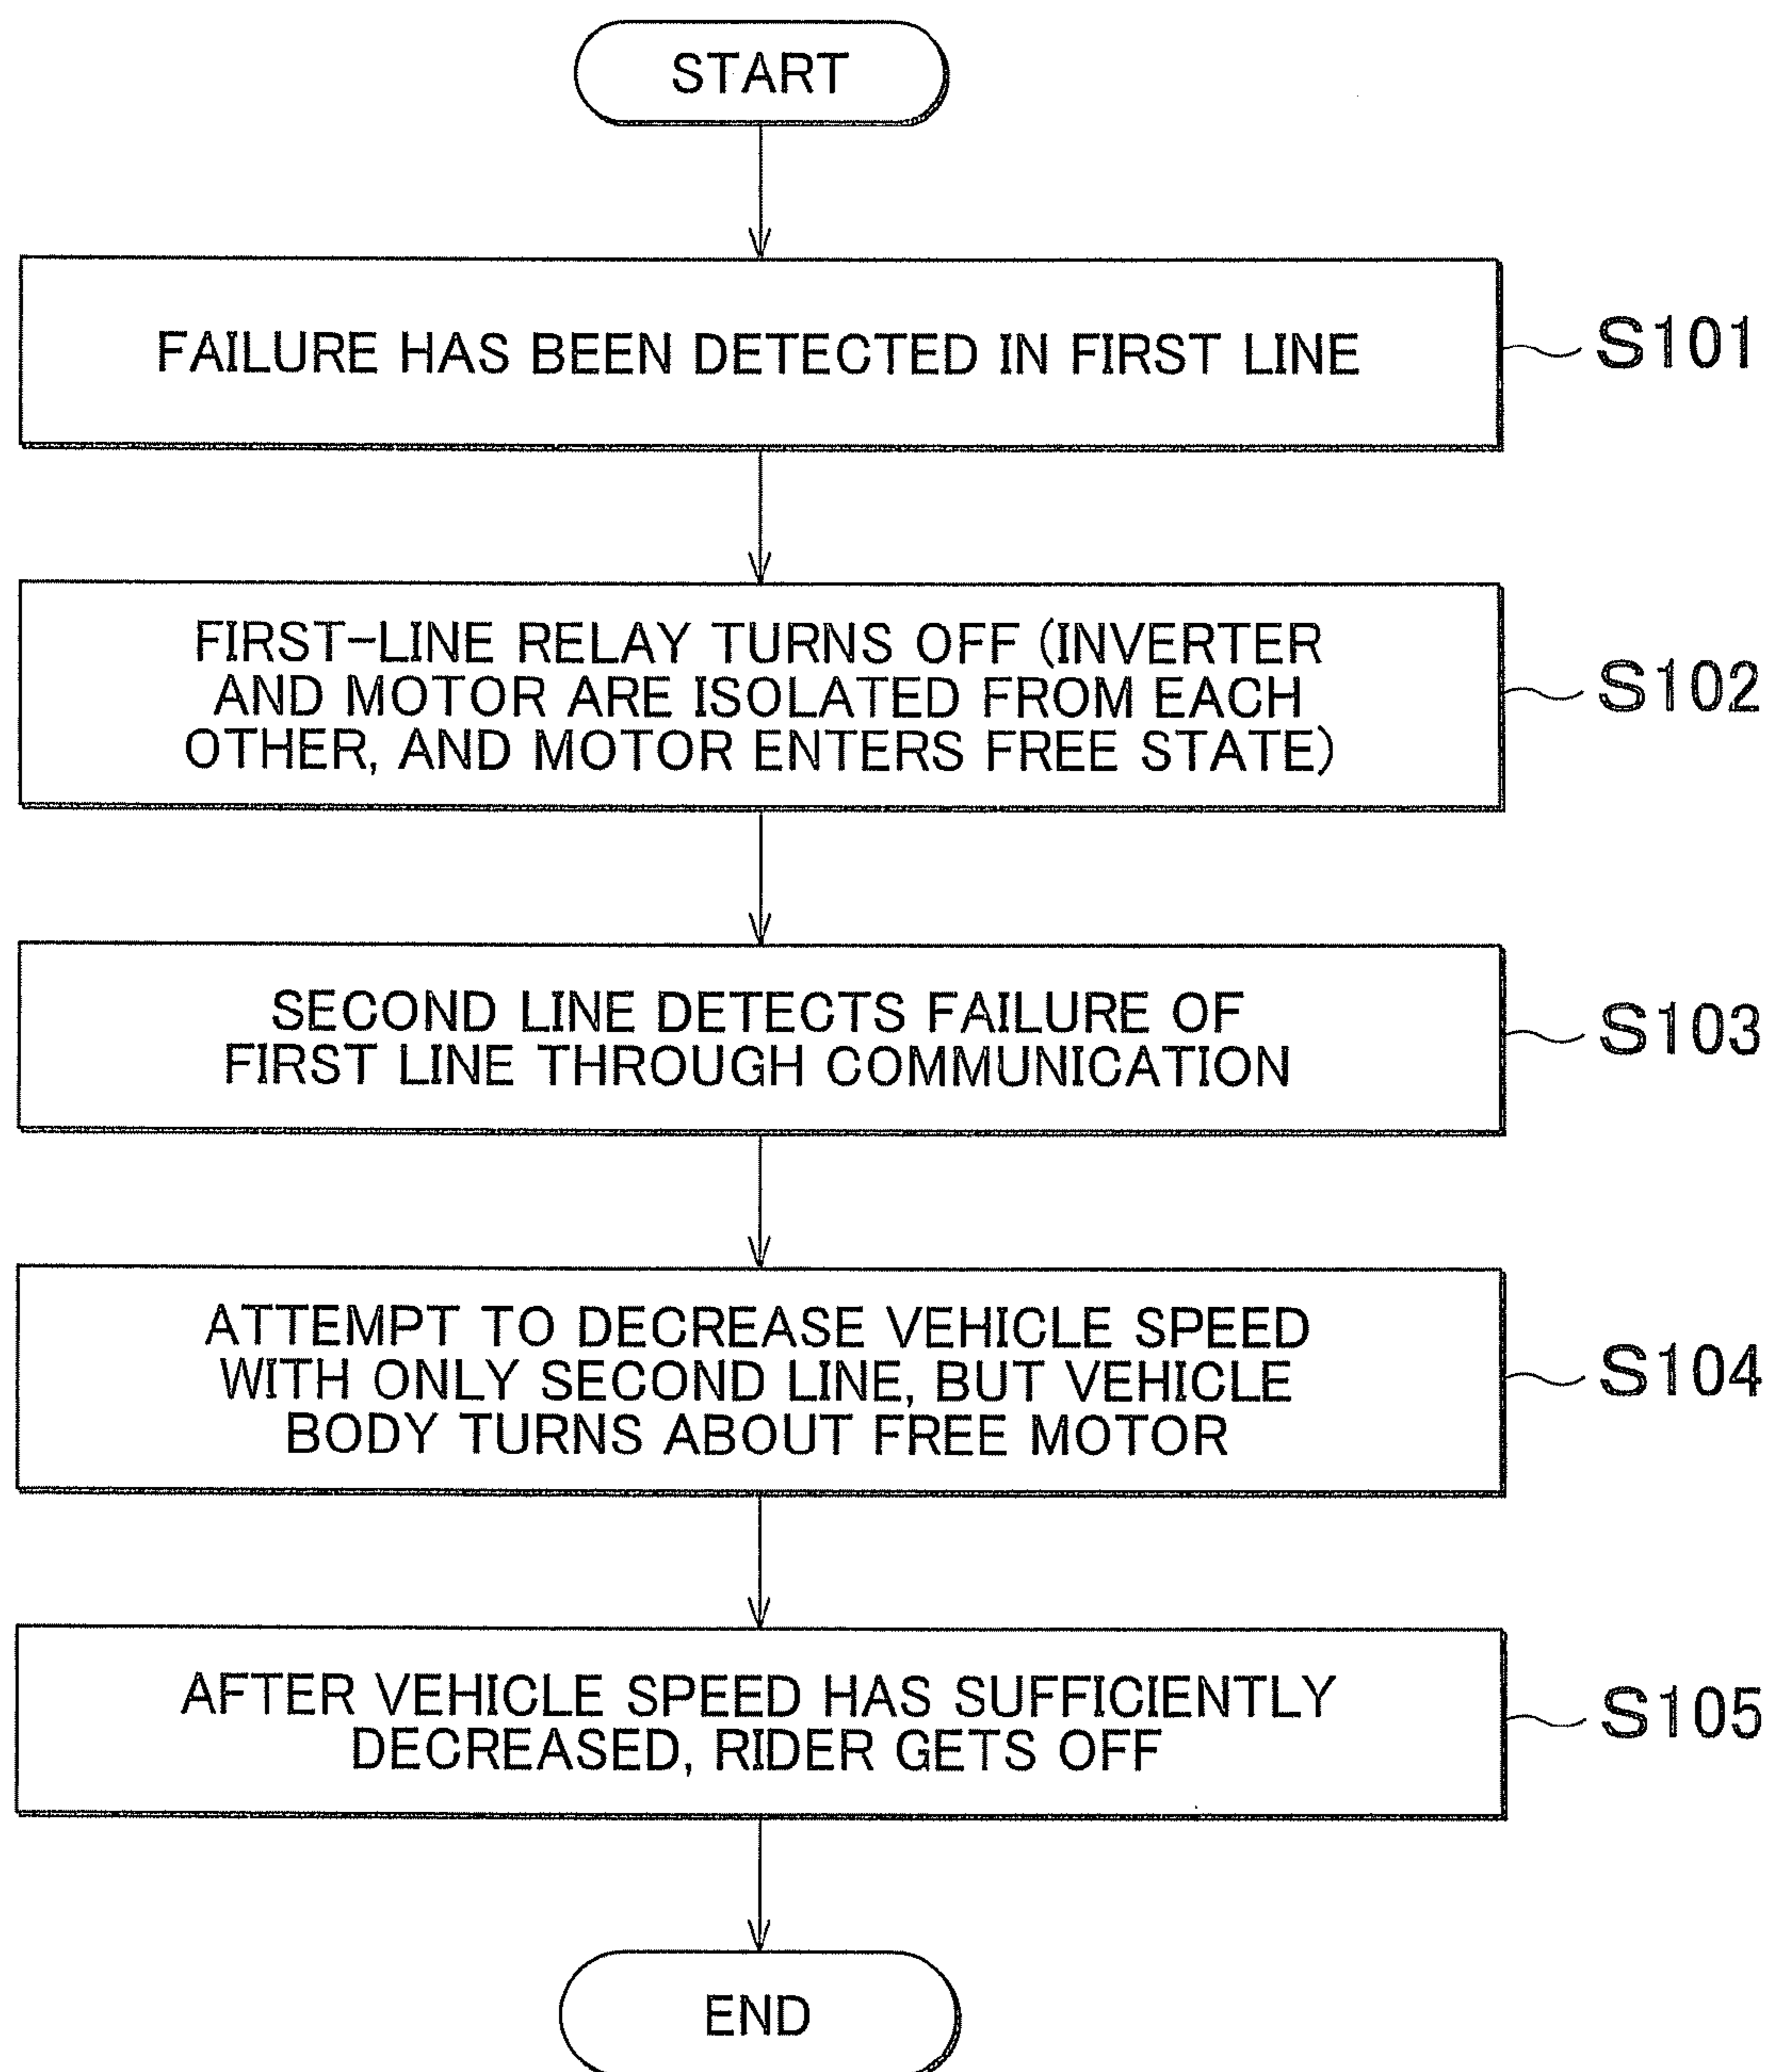 START
FAILURE HAS BEEN DETECTED IN FIRST LINE
S101
FIRST-LINE RELAY TURNS OFF (INVERTER
AND MOTOR ARE ISOLATED FROM EACH
OTHER, AND MOTOR ENTERS FREE STATE)
S102
SECOND LINE DETECTS FAILURE OF
FIRST LINE THROUGH COMMUNICATION
S103
ATTEMPT TO DECREASE VEHICLE SPEED
WITH ONLY SECOND LINE, BUT VEHICLE
BODY TURNS ABOUT FREE MOTOR
S104
AFTER VEHICLE SPEED HAS SUFFICIENTLY
DECREASED, RIDER GETS OFF
S105
END